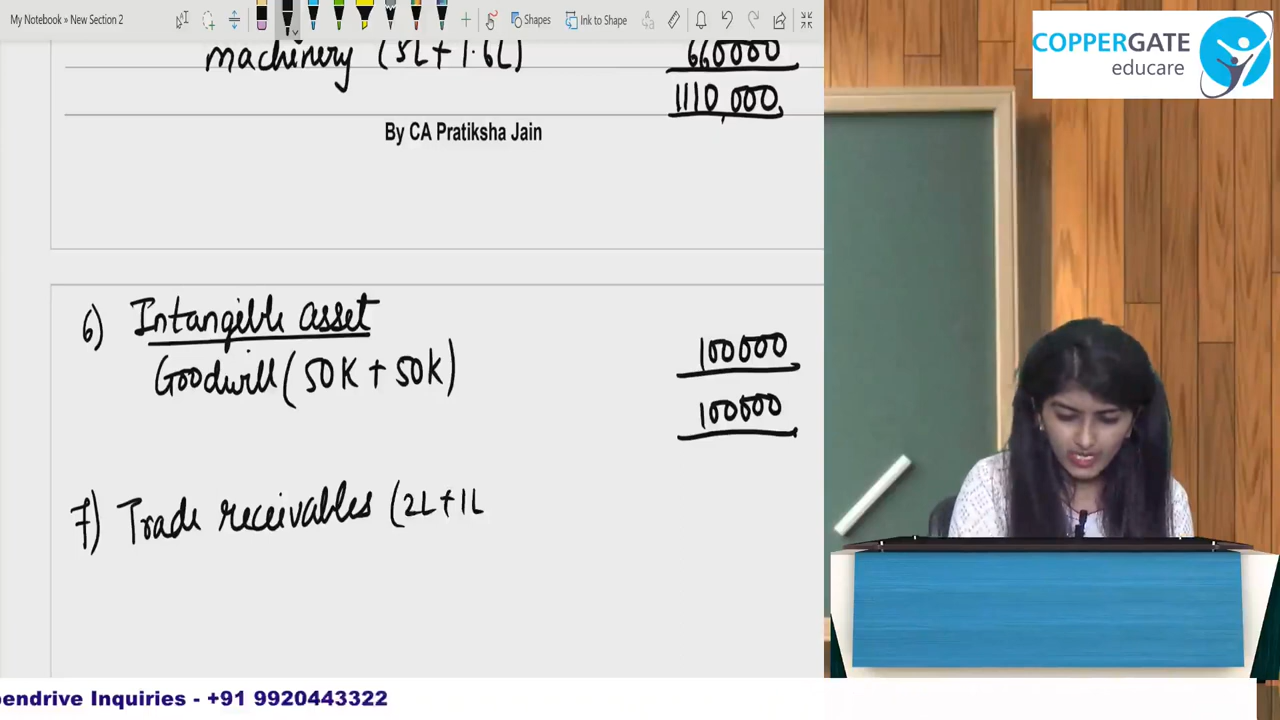 My Notebook » New Section 2
Shapes
Ink to Shape
COPPERGATE
educare
machinery (5L + 1.6L) 660000
1110,000
By CA Pratiksha Jain
6) Intangible asset
Goodwill (50K + 50K) 100000
100000
7) Trade receivables (2L + 1L
pendrive Inquiries - +91 9920443322